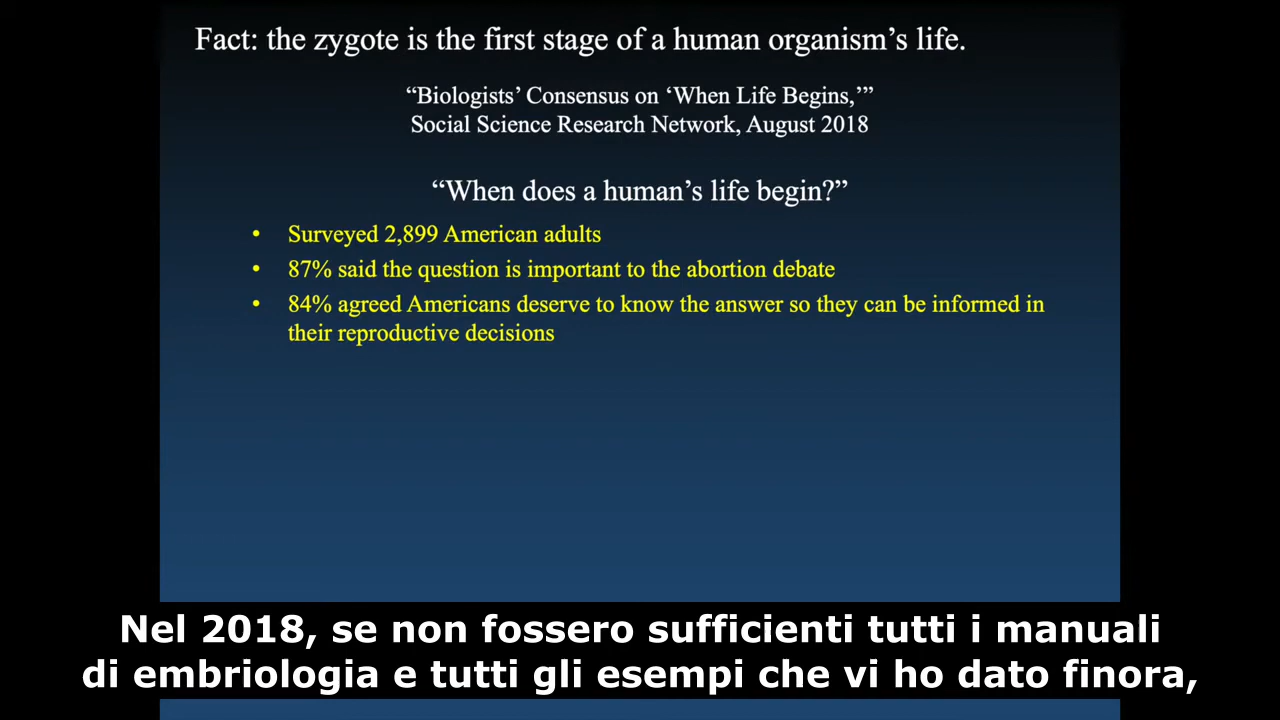 Fact: the zygote is the first stage of a human organism’s life.
“Biologists’ Consensus on ‘When Life Begins,’”
Social Science Research Network, August 2018
“When does a human’s life begin?”
• Surveyed 2,899 American adults
• 87% said the question is important to the abortion debate
• 84% agreed Americans deserve to know the answer so they can be informed in
their reproductive decisions
Nel 2018, se non fossero sufficienti tutti i manuali
di embriologia e tutti gli esempi che vi ho dato finora,